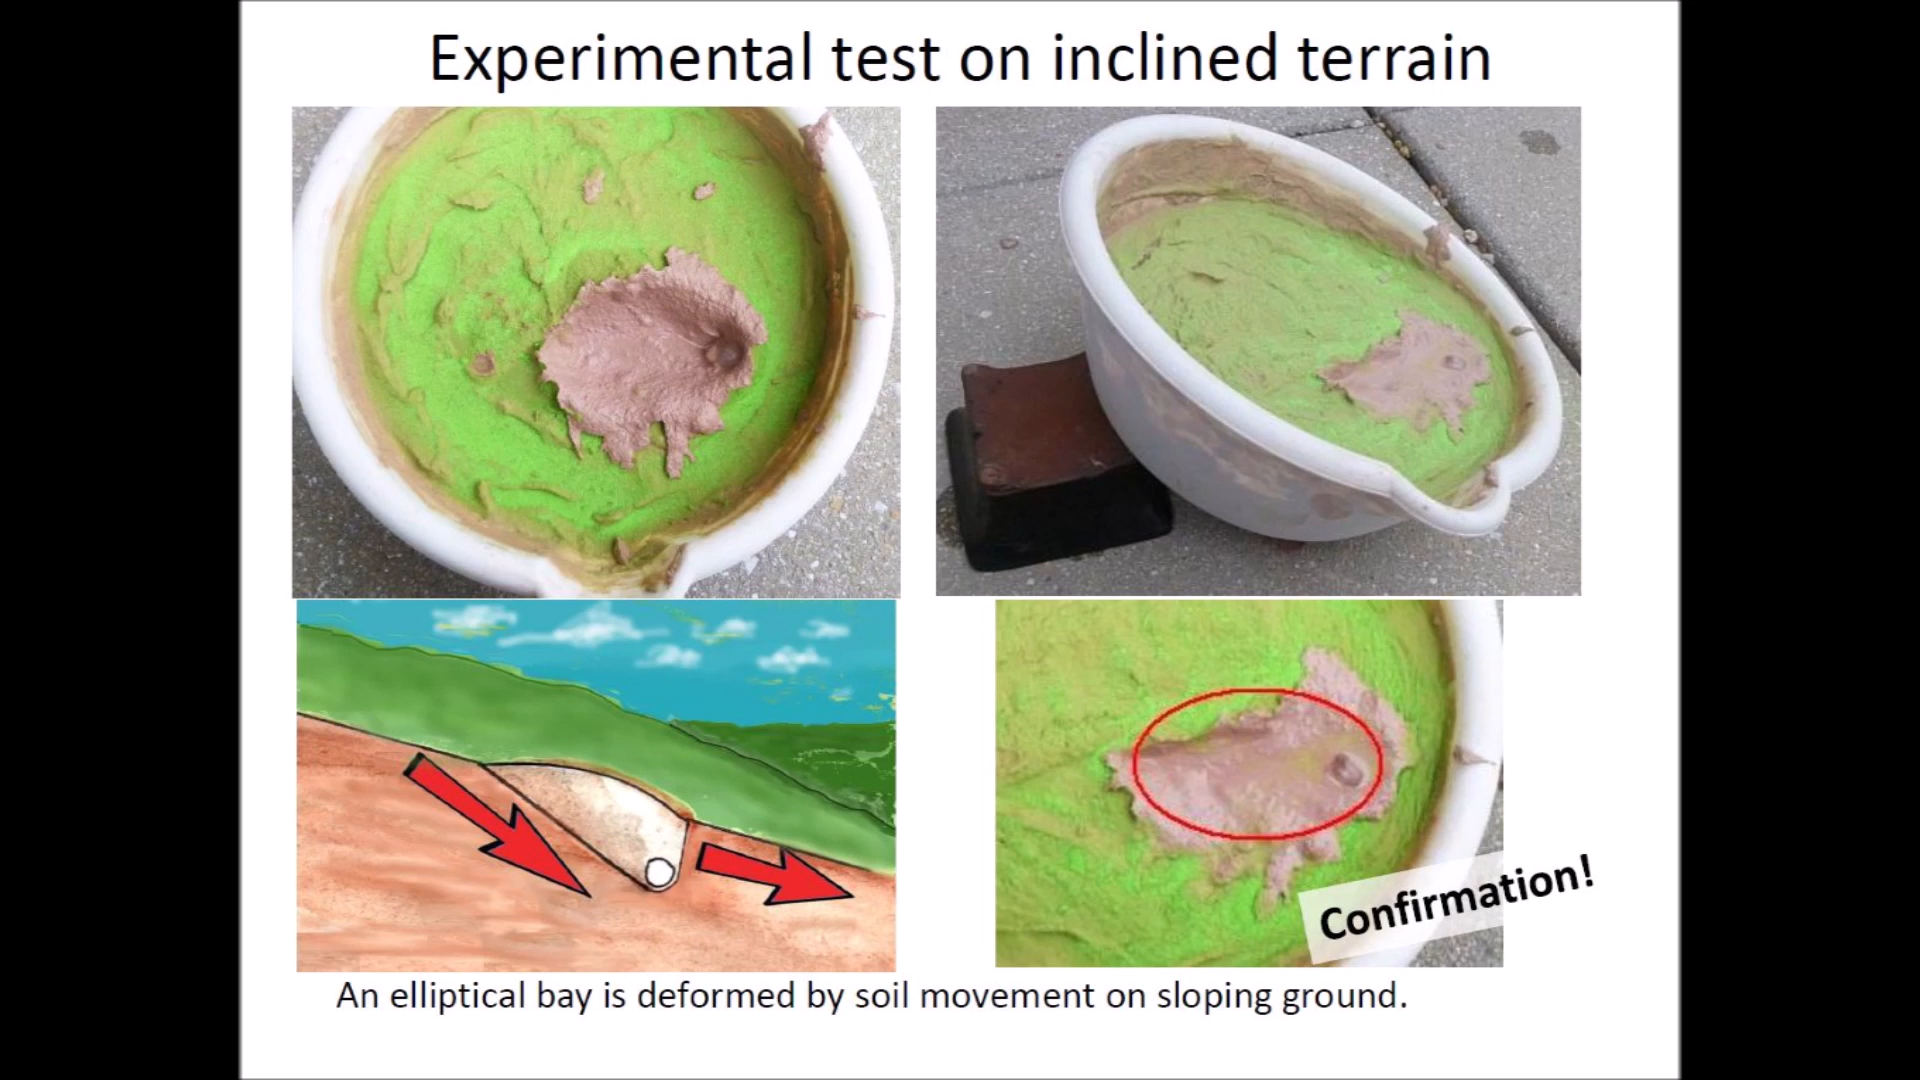 Experimental test on inclined terrain
Confirmation!
An elliptical bay is deformed by soil movement on sloping ground.